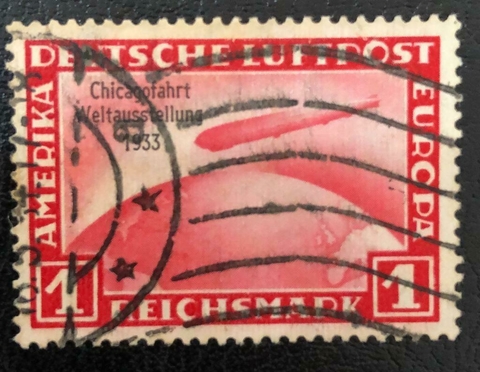 DEUTSCHE LUFTPOST
Chicagofahrt
Weltausstellung
1933
AMERIKA
EUROPA
1
REICHSMARK
1